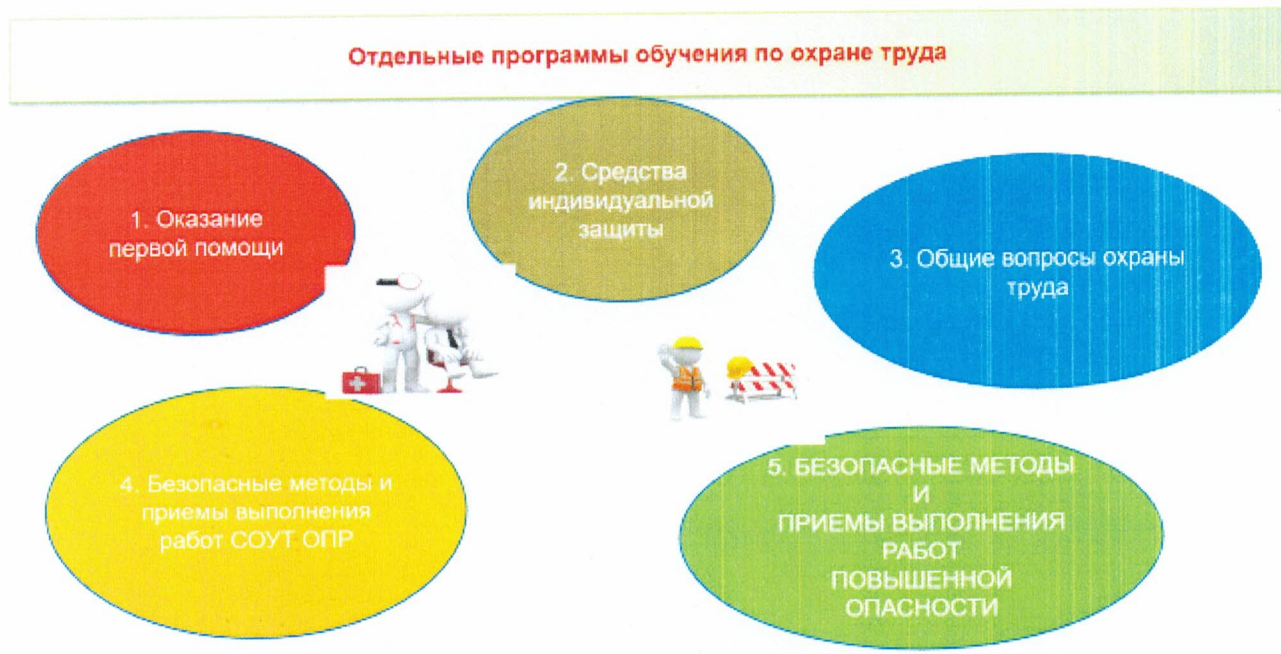 Отдельные программы обучения по охране труда
1. Оказание
первой помощи
2. Средства
индивидуальной
защиты
3. Общие вопросы охраны
труда
4. Безопасные методы и
приемы выполнения
работ СОУТ ОПР
5. БЕЗОПАСНЫЕ МЕТОДЫ
И
ПРИЕМЫ ВЫПОЛНЕНИЯ
РАБОТ
ПОВЫШЕННОЙ
ОПАСНОСТИ